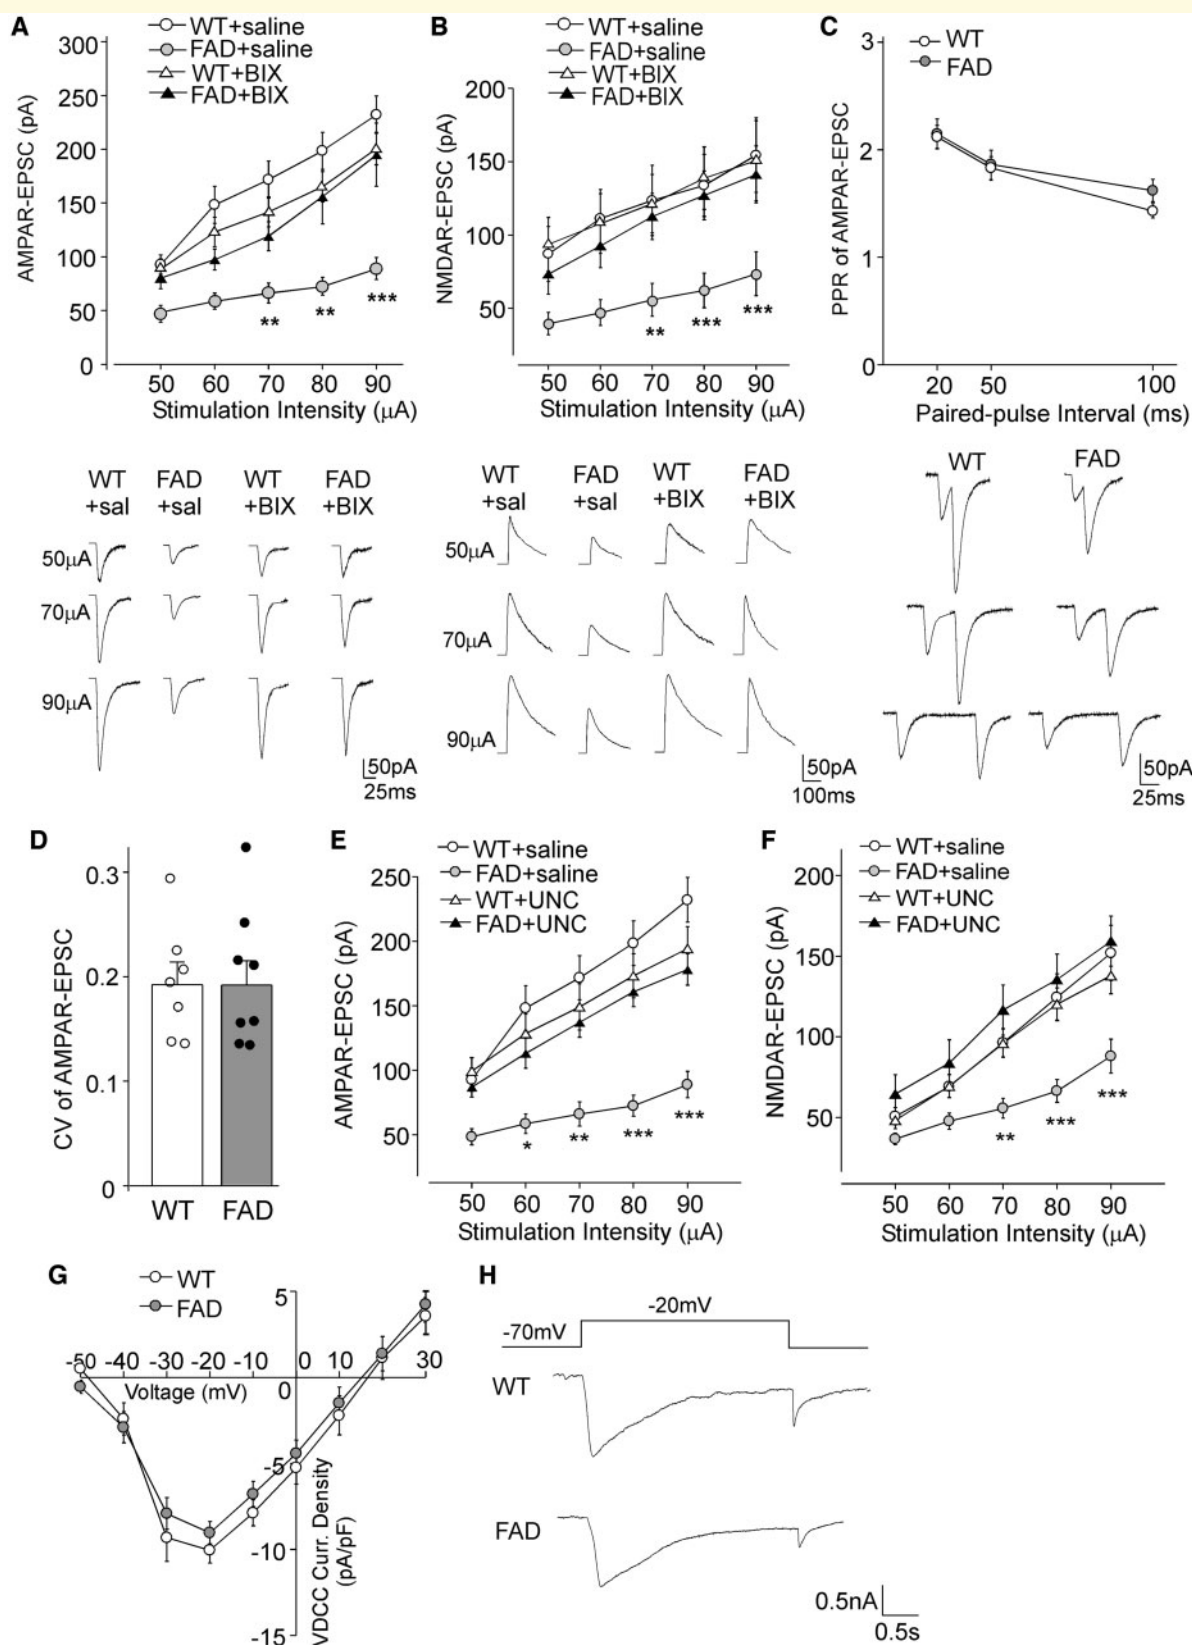 A
WT+saline
FAD+saline
WT+BIX
FAD+BIX
AMPAR-EPSC (pA)
300
250
200
150
100
50
0
50 60 70 80 90
** ** ***
Stimulation Intensity (μA)
WT +sal
FAD +sal
WT +BIX
FAD +BIX
50μA
70μA
90μA
50pA
25ms
B
WT+saline
FAD+saline
WT+BIX
FAD+BIX
NMDAR-EPSC (pA)
200
150
100
50
** *** ***
50 60 70 80 90
Stimulation Intensity (μA)
WT +sal
FAD +sal
WT +BIX
FAD +BIX
50μA
70μA
90μA
50pA
100ms
C
WT
FAD
PPR of AMPAR-EPSC
3
2
1
0
20 50 100
Paired-pulse Interval (ms)
WT FAD
50pA
25ms
D
CV of AMPAR-EPSC
0.3
0.2
0.1
0
WT FAD
E
WT+saline
FAD+saline
WT+UNC
FAD+UNC
AMPAR-EPSC (pA)
250
200
150
100
50
* ** *** ***
50 60 70 80 90
Stimulation Intensity (μA)
F
WT+saline
FAD+saline
WT+UNC
FAD+UNC
NMDAR-EPSC (pA)
200
150
100
50
** *** ***
50 60 70 80 90
Stimulation Intensity (μA)
G
WT
FAD
5
-50 -40 -30 -20 -10 0 10 20 30
Voltage (mV)
0
-5
-10
-15
VDCC Curr. Density
(pA/pF)
H
-20mV
-70mV
WT
FAD
0.5nA
0.5s